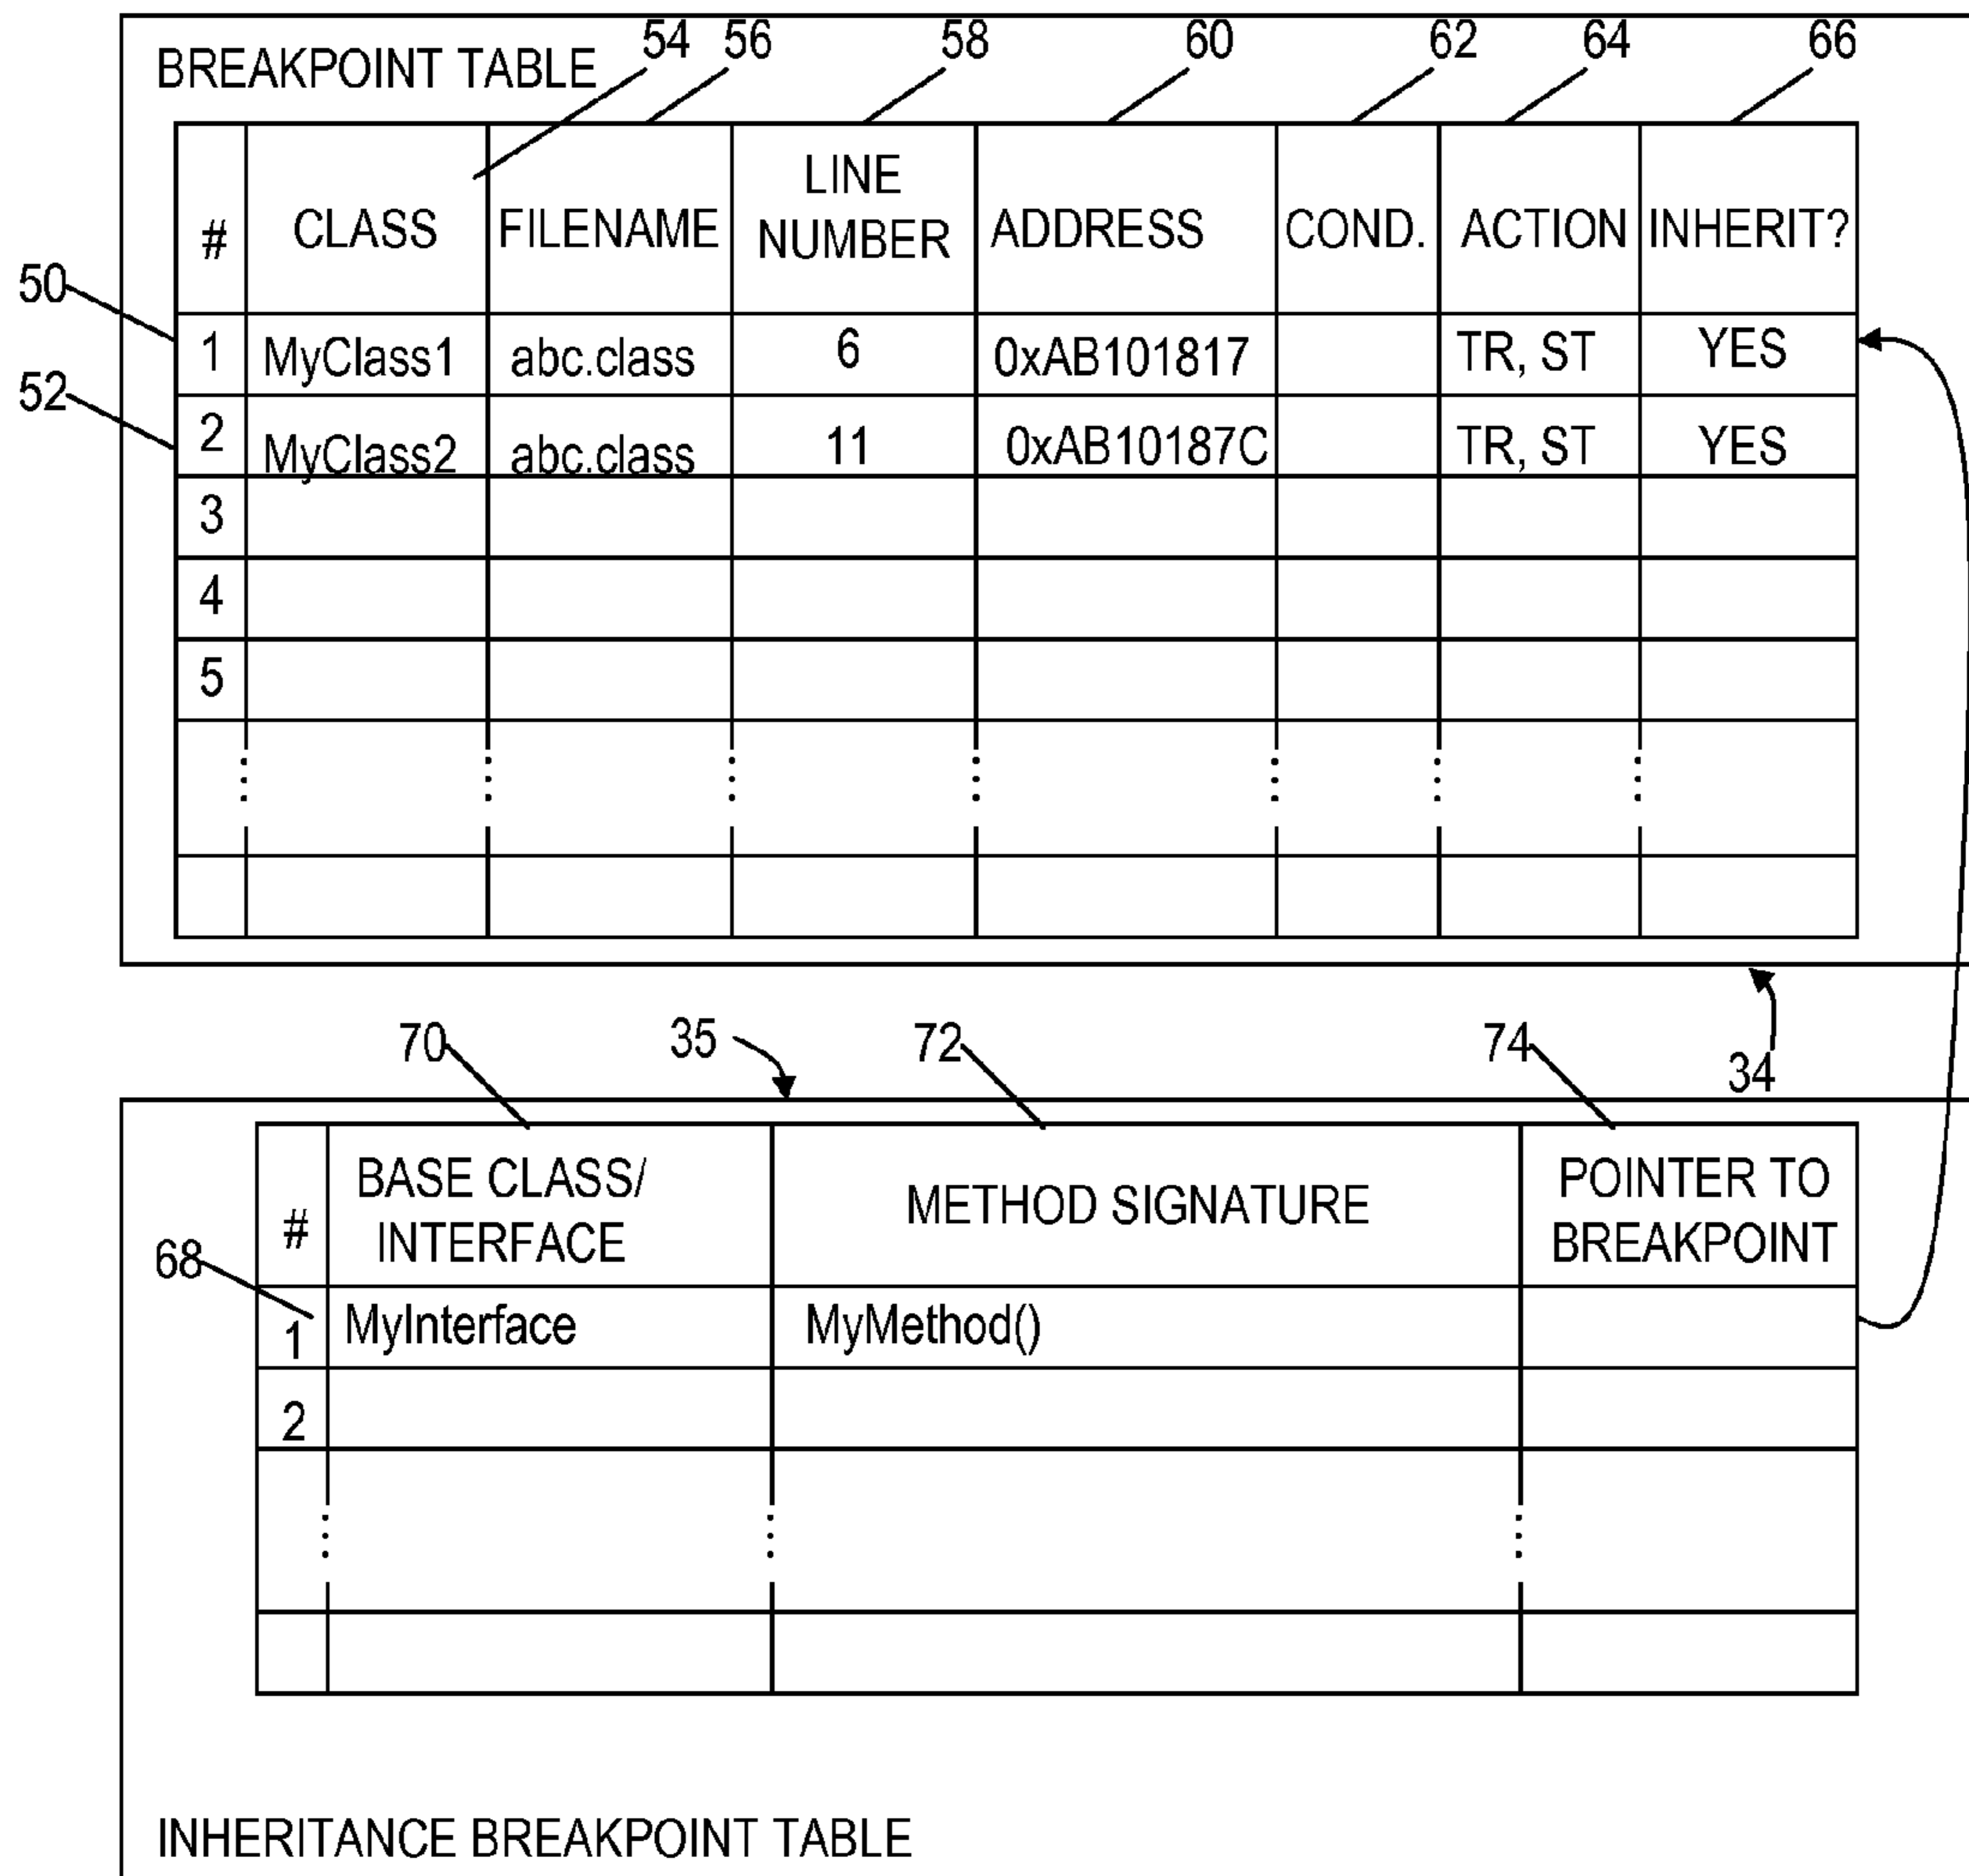 BREAKPOINT TABLE 54 56 58 60 62 64 66
# CLASS FILENAME LINE NUMBER ADDRESS COND. ACTION INHERIT?
50
1 MyClass1 abc.class 6 0xAB101817 TR, ST YES
52
2 MyClass2 abc.class 11 0xAB10187C TR, ST YES
3
4
5
70 35 72 74 34
# BASE CLASS/ INTERFACE METHOD SIGNATURE POINTER TO BREAKPOINT
68
1 MyInterface MyMethod()
2
INHERITANCE BREAKPOINT TABLE